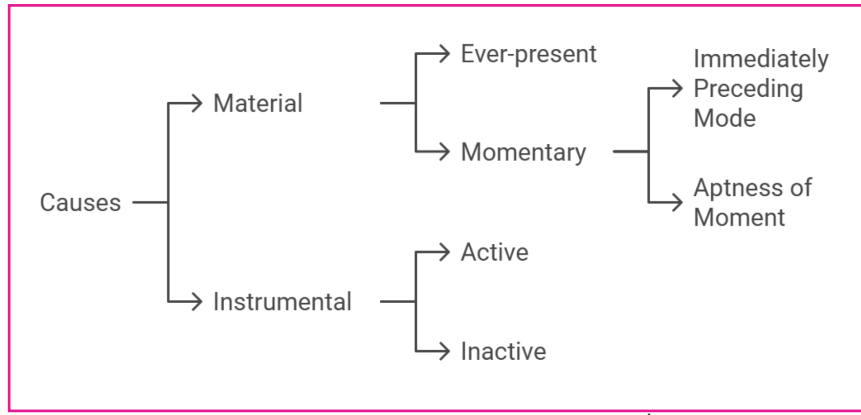 Causes
Material
Ever-present
Momentary
Immediately
Preceding
Mode
Aptness of
Moment
Instrumental
Active
Inactive